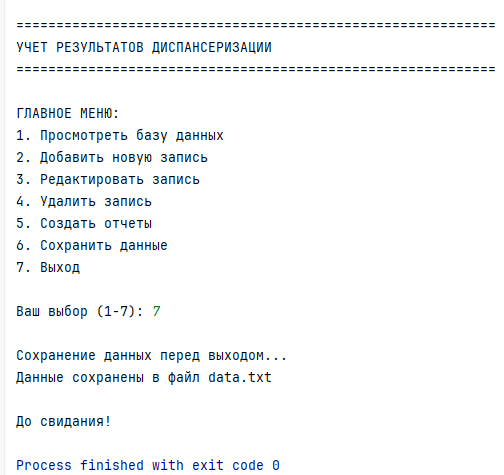 ============================================================
УЧЕТ РЕЗУЛЬТАТОВ ДИСПАНСЕРИЗАЦИИ
============================================================
ГЛАВНОЕ МЕНЮ:
1. Просмотреть базу данных
2. Добавить новую запись
3. Редактировать запись
4. Удалить запись
5. Создать отчеты
6. Сохранить данные
7. Выход
Ваш выбор (1-7): 7
Сохранение данных перед выходом...
Данные сохранены в файл data.txt
До свидания!
Process finished with exit code 0